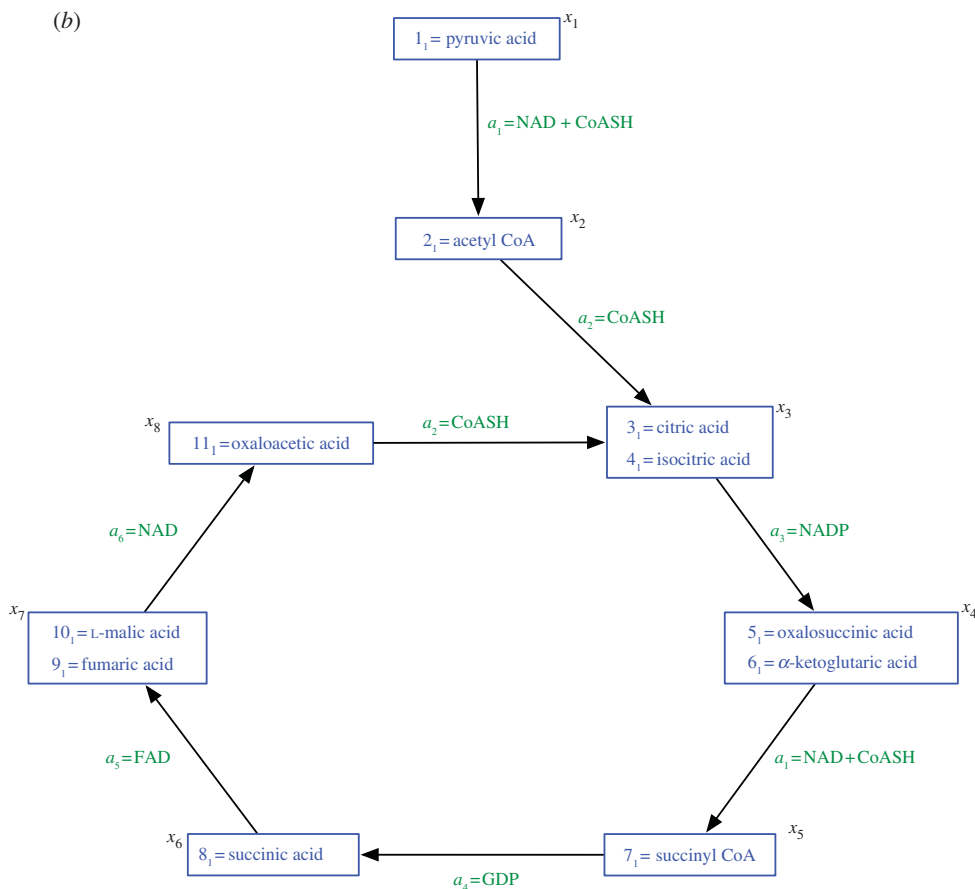 (b)
x1
11 = pyruvic acid
a1 = NAD + CoASH
x2
21 = acetyl CoA
a2 = CoASH
x3
31 = citric acid
41 = isocitric acid
x8
111 = oxaloacetic acid
a2 = CoASH
a3 = NADP
a6 = NAD
x7
101 = L-malic acid
91 = fumaric acid
x4
51 = oxalosuccinic acid
61 = α-ketoglutaric acid
a5 = FAD
a1 = NAD+CoASH
x6
81 = succinic acid
x5
71 = succinyl CoA
a4 = GDP